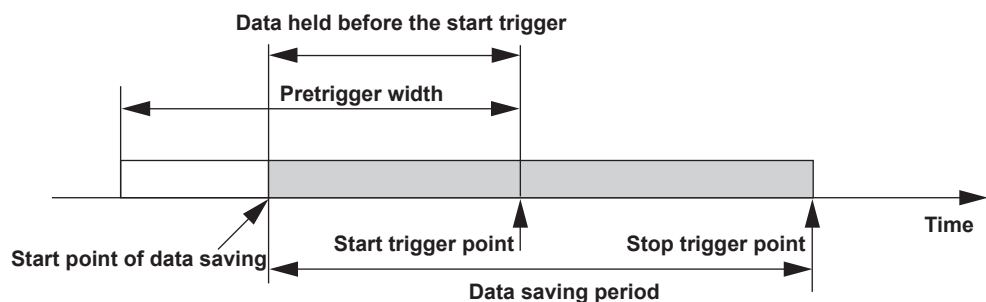 Data held before the start trigger
Pretrigger width
Time
Start point of data saving
Start trigger point
Stop trigger point
Data saving period